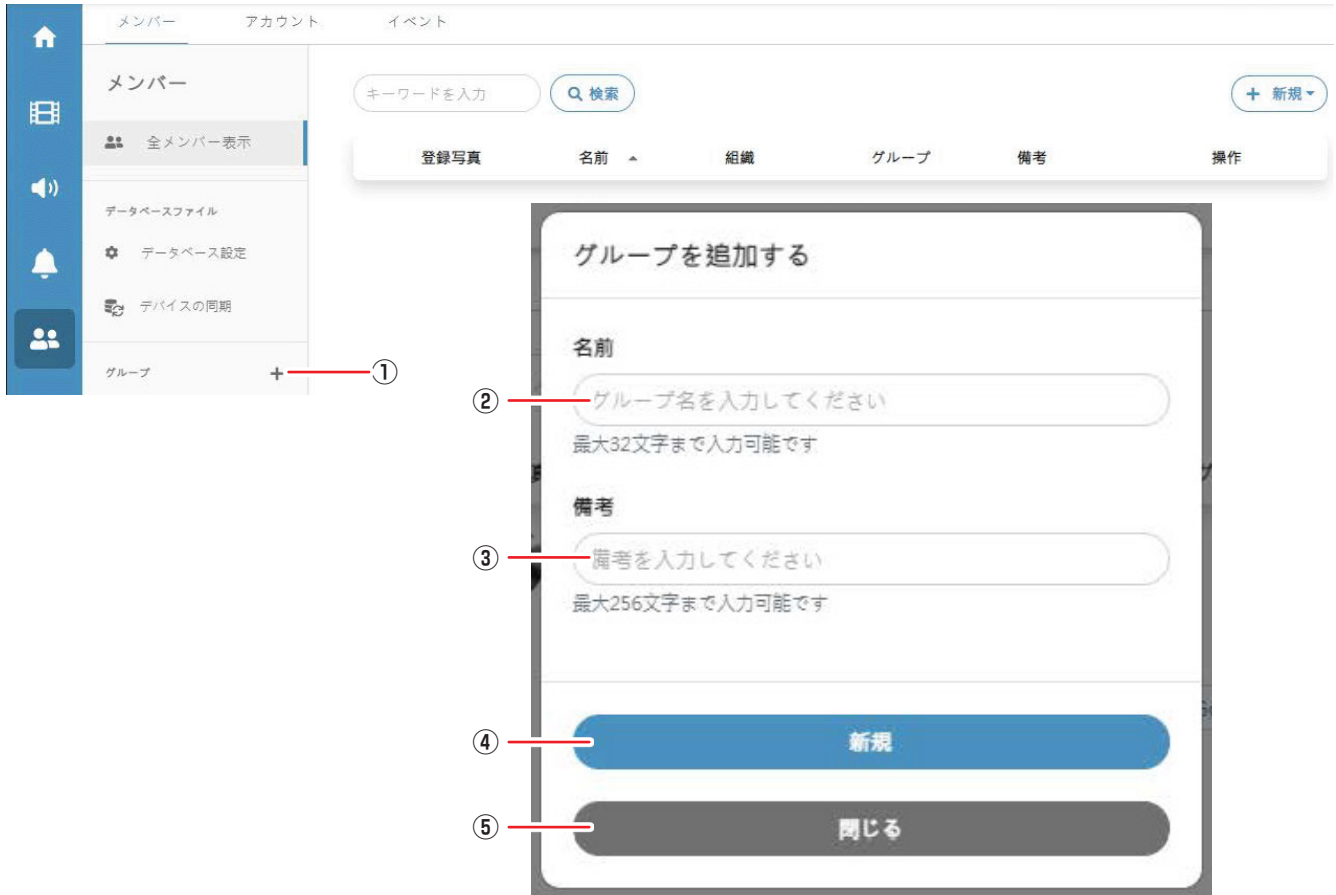 メンバー アカウント イベント
メンバー
キーワードを入力 検索 + 新規
全メンバー表示
登録写真 名前 組織 グループ 備考 操作
データベースファイル
データベース設定
デバイスの同期
グループ + ①
グループを追加する
名前
② グループ名を入力してください
最大32文字まで入力可能です
備考
③ 備考を入力してください
最大256文字まで入力可能です
④ 新規
⑤ 閉じる